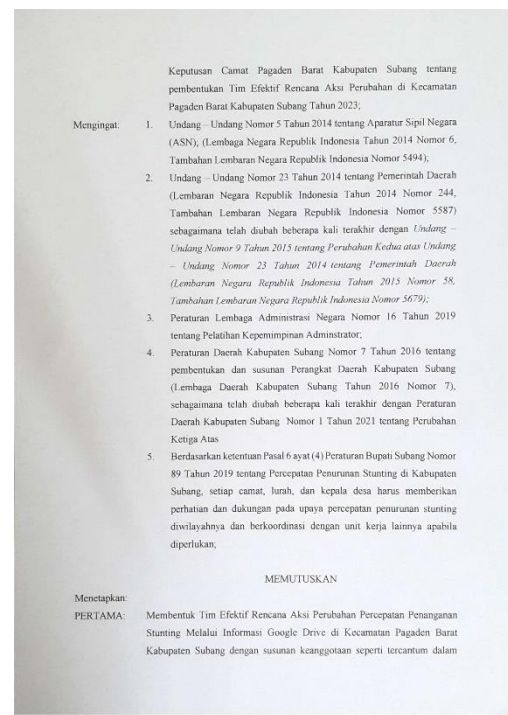 Keputusan Camat Pagaden Barat Kabupaten Subang tentang
pembentukan Tim Efektif Rencana Aksi Perubahan di Kecamatan
Pagaden Barat Kabupaten Subang Tahun 2023;
Mengingat: 1. Undang – Undang Nomor 5 Tahun 2014 tentang Aparatur Sipil Negara
(ASN); (Lembaga Negara Republik Indonesia Tahun 2014 Nomor 6,
Tambahan Lembaran Negara Republik Indonesia Nomor 5494);
2. Undang – Undang Nomor 23 Tahun 2014 tentang Pemerintah Daerah
(Lembaran Negara Republik Indonesia Tahun 2014 Nomor 244,
Tambahan Lembaran Negara Republik Indonesia Nomor 5587)
sebagaimana telah diubah beberapa kali terakhir dengan Undang –
Undang Nomor 9 Tahun 2015 tentang Perubahan Kedua atas Undang
– Undang Nomor 23 Tahun 2014 tentang Pemerintah Daerah
(Lembaran Negara Republik Indonesia Tahun 2015 Nomor 58,
Tambahan Lembaran Negara Republik Indonesia Nomor 5679);
3. Peraturan Lembaga Administrasi Negara Nomor 16 Tahun 2019
tentang Pelatihan Kepemimpinan Adminstrator;
4. Peraturan Daerah Kabupaten Subang Nomor 7 Tahun 2016 tentang
pembentukan dan susunan Perangkat Daerah Kabupaten Subang
(Lembaga Daerah Kabupaten Subang Tahun 2016 Nomor 7),
sebagaimana telah diubah beberapa kali terakhir dengan Peraturan
Daerah Kabupaten Subang Nomor 1 Tahun 2021 tentang Perubahan
Ketiga Atas
5. Berdasarkan ketentuan Pasal 6 ayat (4) Peraturan Bupati Subang Nomor
89 Tahun 2019 tentang Percepatan Penurunan Stunting di Kabupaten
Subang, setiap camat, lurah, dan kepala desa harus memberikan
perhatian dan dukungan pada upaya percepatan penurunan stunting
diwilayahnya dan berkoordinasi dengan unit kerja lainnya apabila
diperlukan;
MEMUTUSKAN
Menetapkan:
PERTAMA: Membentuk Tim Efektif Rencana Aksi Perubahan Percepatan Penanganan
Stunting Melalui Informasi Google Drive di Kecamatan Pagaden Barat
Kabupaten Subang dengan susunan keanggotaan seperti tercantum dalam